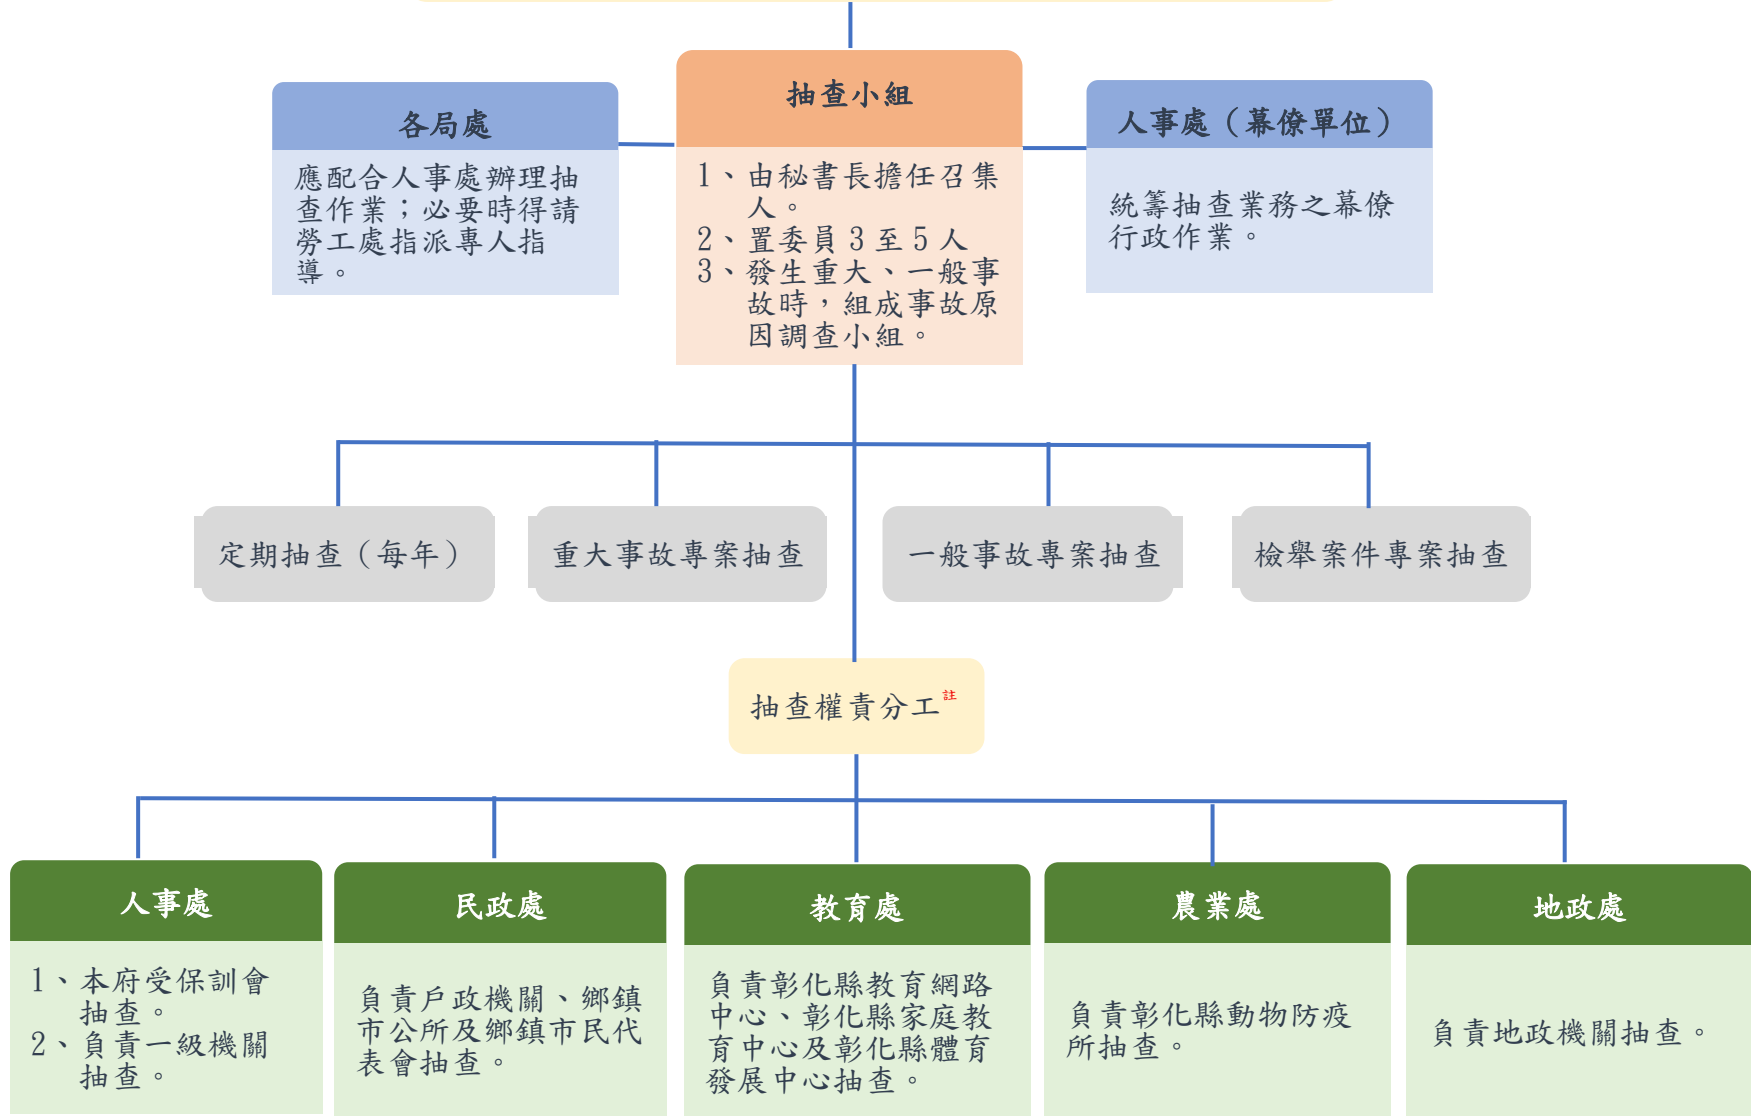 抽查小組
1、由秘書長擔任召集
人。
2、置委員3至5人
3、發生重大、一般事
故時，組成事故原
因調查小組。
各局處
應配合人事處辦理抽
查作業；必要時得請
勞工處指派專人指
導。
人事處（幕僚單位）
統籌抽查業務之幕僚
行政作業。
定期抽查（每年）
重大事故專案抽查
一般事故專案抽查
檢舉案件專案抽查
抽查權責分工註
人事處
1、本府受保訓會
抽查。
2、負責一級機關
抽查。
民政處
負責戶政機關、鄉鎮
市公所及鄉鎮市民代
表會抽查。
教育處
負責彰化縣教育網路
中心、彰化縣家庭教
育中心及彰化縣體育
發展中心抽查。
農業處
負責彰化縣動物防疫
所抽查。
地政處
負責地政機關抽查。